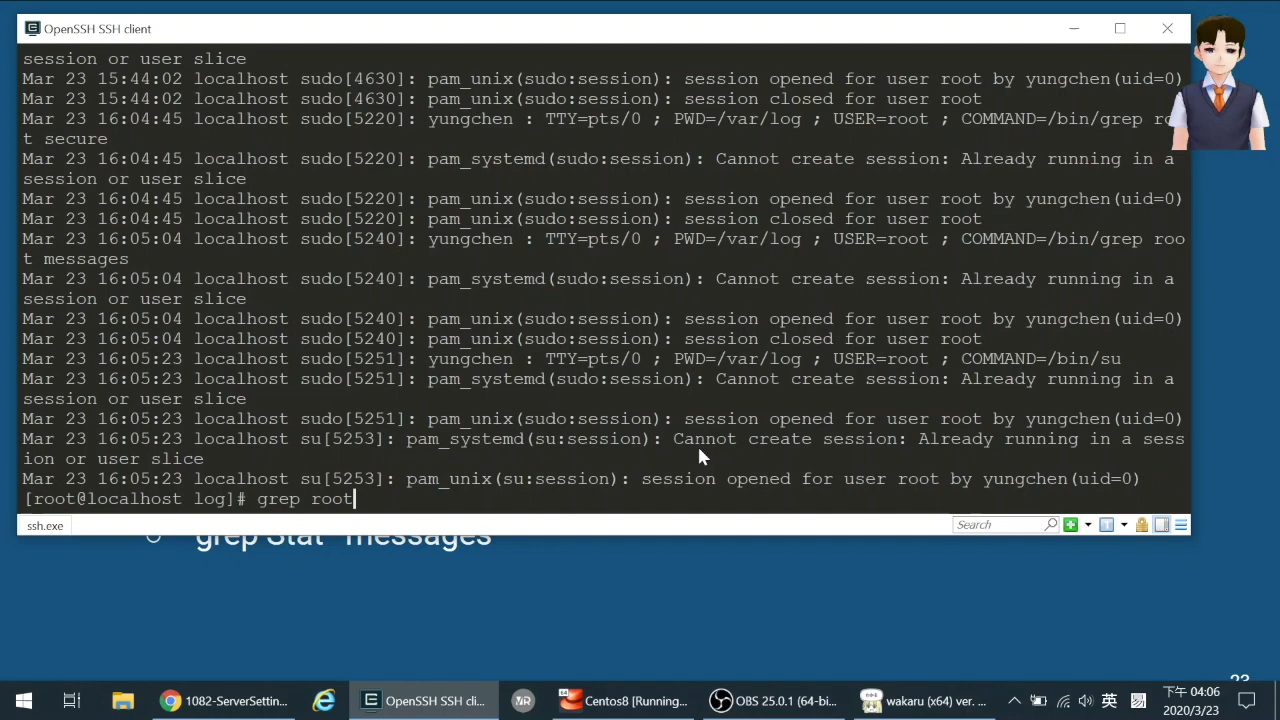 OpenSSH SSH client
session or user slice
Mar 23 15:44:02 localhost sudo[4630]: pam_unix(sudo:session): session opened for user root by yungchen(uid=0)
Mar 23 15:44:02 localhost sudo[4630]: pam_unix(sudo:session): session closed for user root
Mar 23 16:04:45 localhost sudo[5220]: yungchen : TTY=pts/0 ; PWD=/var/log ; USER=root ; COMMAND=/bin/grep roo
t secure
Mar 23 16:04:45 localhost sudo[5220]: pam_systemd(sudo:session): Cannot create session: Already running in a
session or user slice
Mar 23 16:04:45 localhost sudo[5220]: pam_unix(sudo:session): session opened for user root by yungchen(uid=0)
Mar 23 16:04:45 localhost sudo[5220]: pam_unix(sudo:session): session closed for user root
Mar 23 16:05:04 localhost sudo[5240]: yungchen : TTY=pts/0 ; PWD=/var/log ; USER=root ; COMMAND=/bin/grep roo
t messages
Mar 23 16:05:04 localhost sudo[5240]: pam_systemd(sudo:session): Cannot create session: Already running in a
session or user slice
Mar 23 16:05:04 localhost sudo[5240]: pam_unix(sudo:session): session opened for user root by yungchen(uid=0)
Mar 23 16:05:04 localhost sudo[5240]: pam_unix(sudo:session): session closed for user root
Mar 23 16:05:23 localhost sudo[5251]: yungchen : TTY=pts/0 ; PWD=/var/log ; USER=root ; COMMAND=/bin/su
Mar 23 16:05:23 localhost sudo[5251]: pam_systemd(sudo:session): Cannot create session: Already running in a
session or user slice
Mar 23 16:05:23 localhost sudo[5251]: pam_unix(sudo:session): session opened for user root by yungchen(uid=0)
Mar 23 16:05:23 localhost su[5253]: pam_systemd(su:session): Cannot create session: Already running in a sess
ion or user slice
Mar 23 16:05:23 localhost su[5253]: pam_unix(su:session): session opened for user root by yungchen(uid=0)
[root@localhost log]# grep root
ssh.exe
Search
grep Stat* messages
23
1082-ServerSettin...
OpenSSH SSH cli...
Centos8 [Running...
OBS 25.0.1 (64-bi...
wakaru (x64) ver. ...
英
下午 04:06
2020/3/23